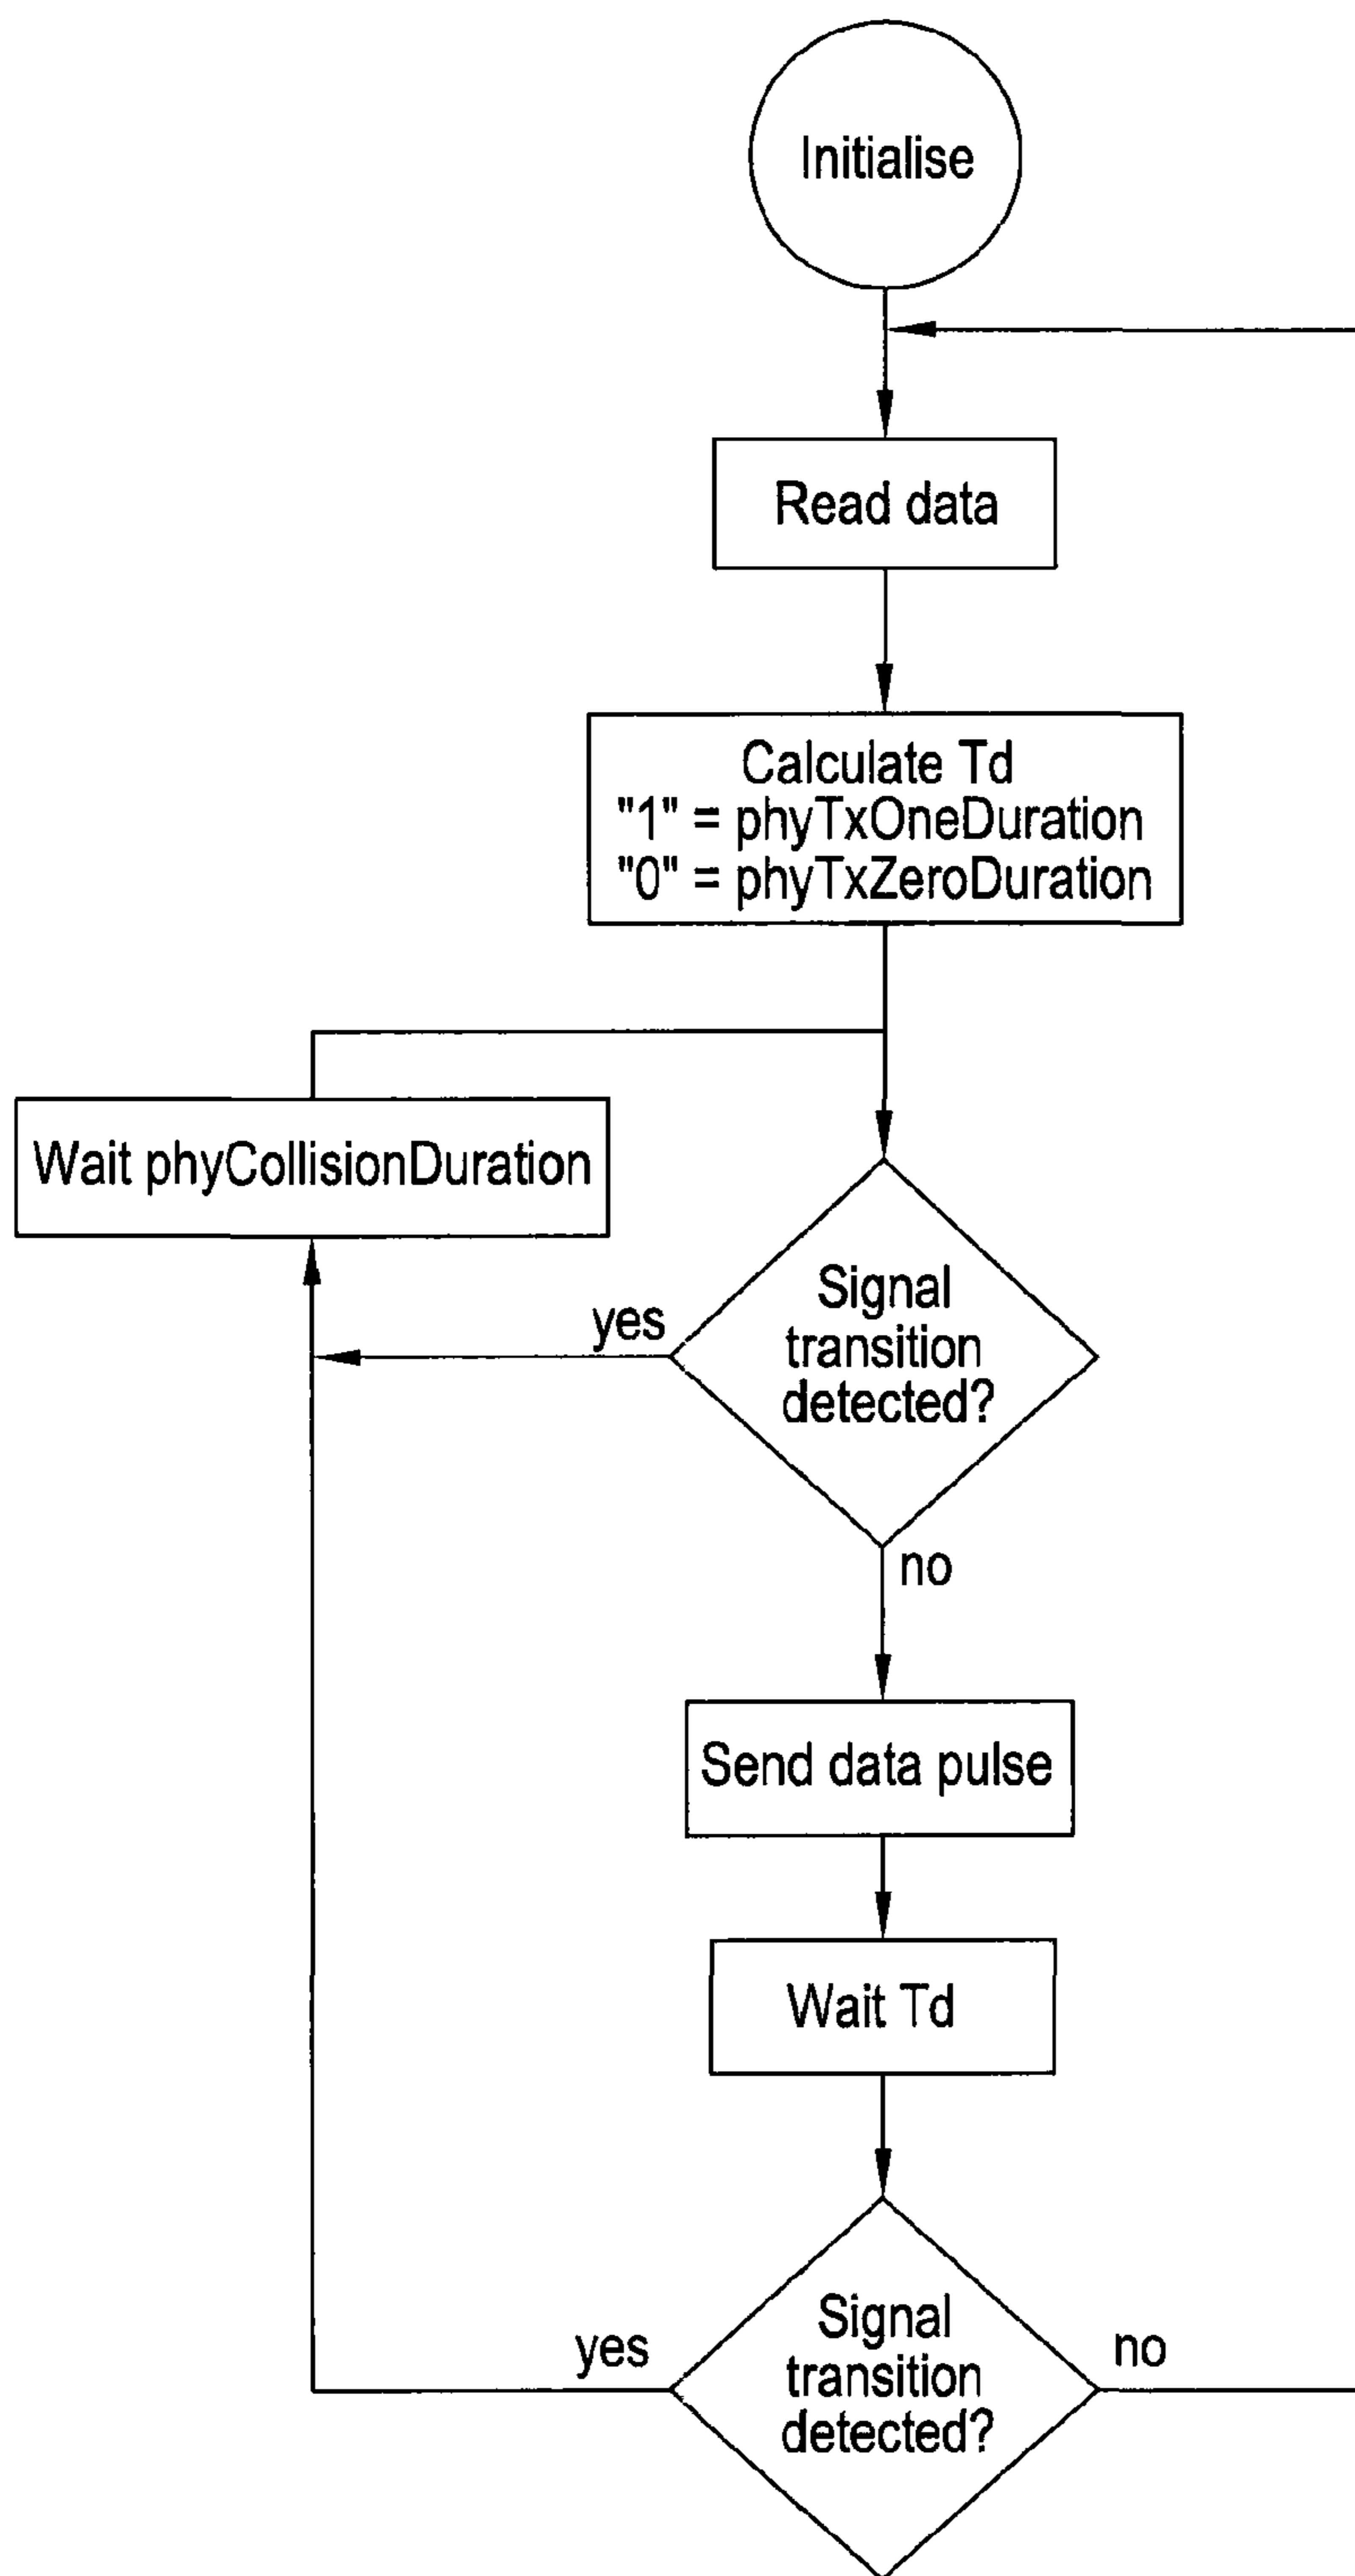 Initialise
Read data
Calculate Td
"1" = phyTxOneDuration
"0" = phyTxZeroDuration
Wait phyCollisionDuration
Signal
transition
detected?
yes
no
Send data pulse
Wait Td
Signal
transition
detected?
yes
no